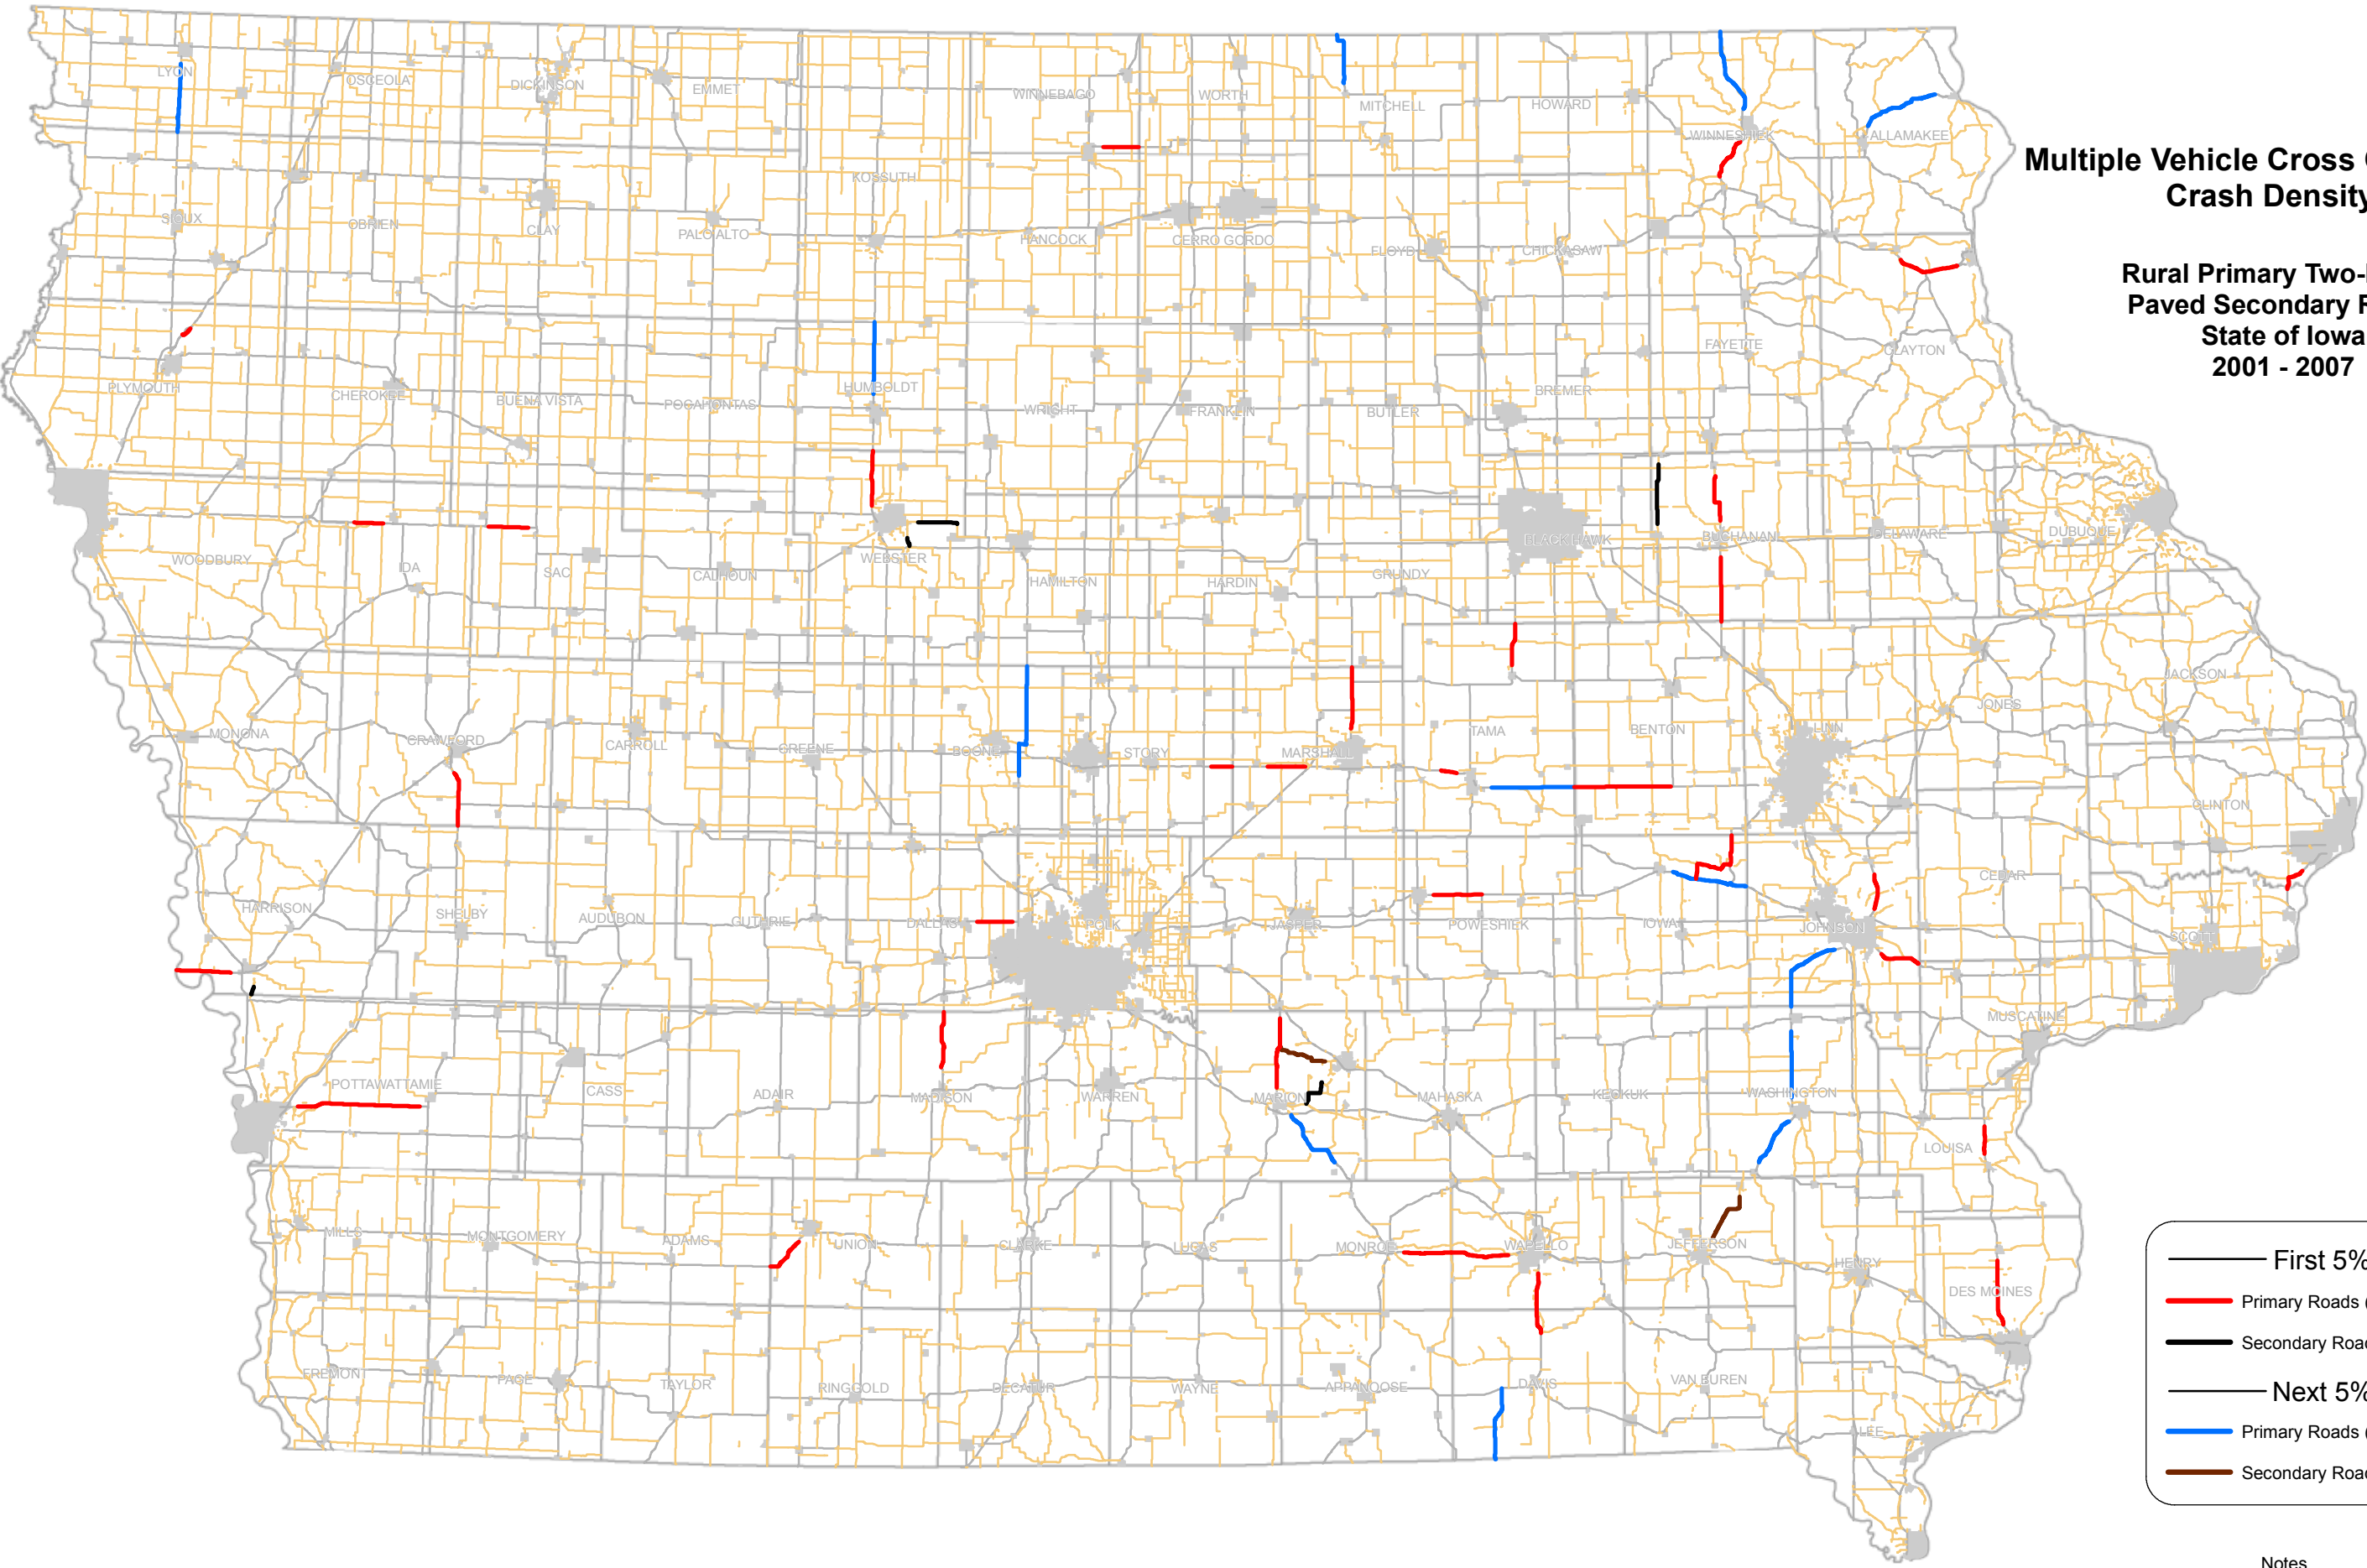 LYON
OSCEOLA
DICKINSON
EMMET
WINNEBAGO
WORTH
MITCHELL
HOWARD
WINNESHIEK
ALLAMAKEE
Multiple Vehicle Cross
Crash Density
KOSSUTH
SIOUX
OBRIEN
CLAY
PALO ALTO
HANCOCK
CERRO GORDO
FLOYD
CHICKASAW
Rural Primary Two-
Paved Secondary
State of Iowa
2001 - 2007
PLYMOUTH
CHEROKEE
BUENA VISTA
POCAHONTAS
HUMBOLDT
WRIGHT
FRANKLIN
BUTLER
BREMER
FAYETTE
CLAYTON
WOODBURY
IDA
SAC
CALHOUN
WEBSTER
HAMILTON
HARDIN
GRUNDY
BLACK HAWK
BUCHANAN
DELAWARE
DUBUQUE
MONONA
CRAWFORD
CARROLL
GREENE
BOONE
STORY
MARSHALL
TAMA
BENTON
LINN
JONES
JACKSON
CLINTON
HARRISON
SHELBY
AUDUBON
GUTHRIE
DALLAS
POLK
JASPER
POWESHIEK
IOWA
JOHNSON
CEDAR
SCOTT
MUSCATINE
POTTAWATTAMIE
CASS
ADAIR
MADISON
WARREN
MARION
MAHASKA
KEOKUK
WASHINGTON
LOUISA
MILLS
MONTGOMERY
ADAMS
UNION
CLARKE
LUCAS
MONROE
WAPELLO
JEFFERSON
HENRY
DES MOINES
FREMONT
PAGE
TAYLOR
RINGGOLD
DECATUR
WAYNE
APPANOOSE
DAVIS
VAN BUREN
LEE
First 5%
Primary Roads (
Secondary Road
Next 5%
Primary Roads (
Secondary Road
Notes